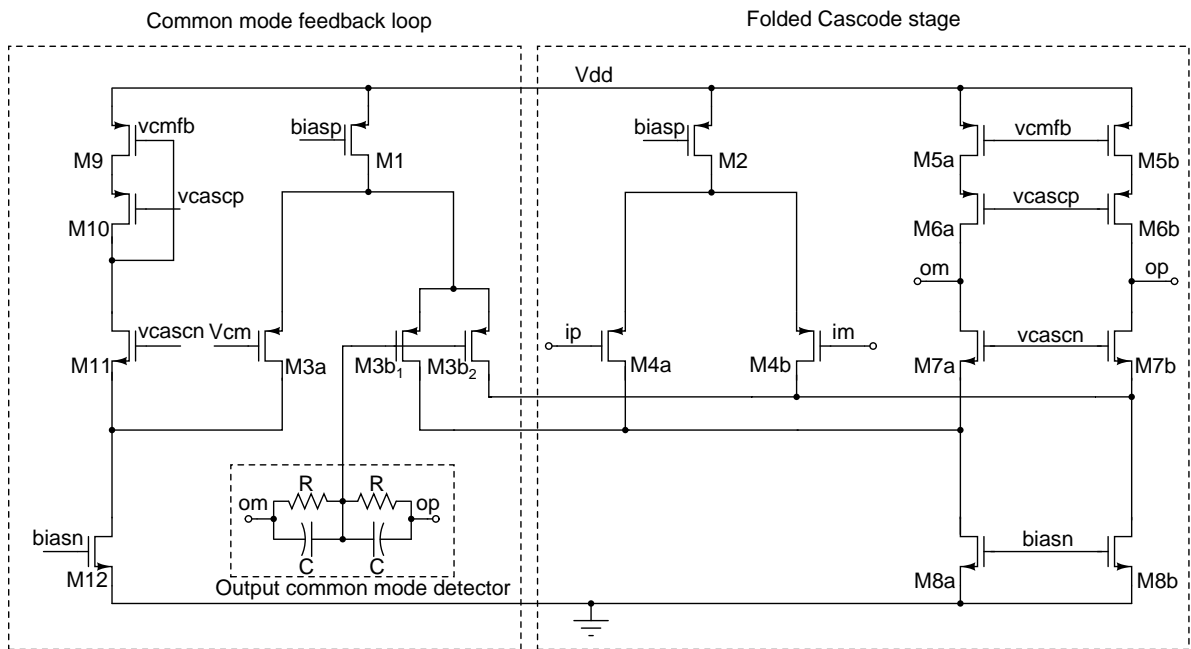 Common mode feedback loop
Folded Cascode stage
Vdd
vcmfb
M9
biasp
M1
biasp
M2
vcmfb
M5a
M5b
vcascp
M10
vcascp
M6a
M6b
om
op
vcascn
M11
Vcm
M3a
M3b1
M3b2
ip
M4a
im
M4b
vcascn
M7a
M7b
R
R
om
op
C
C
Output common mode detector
biasn
M12
biasn
M8a
M8b